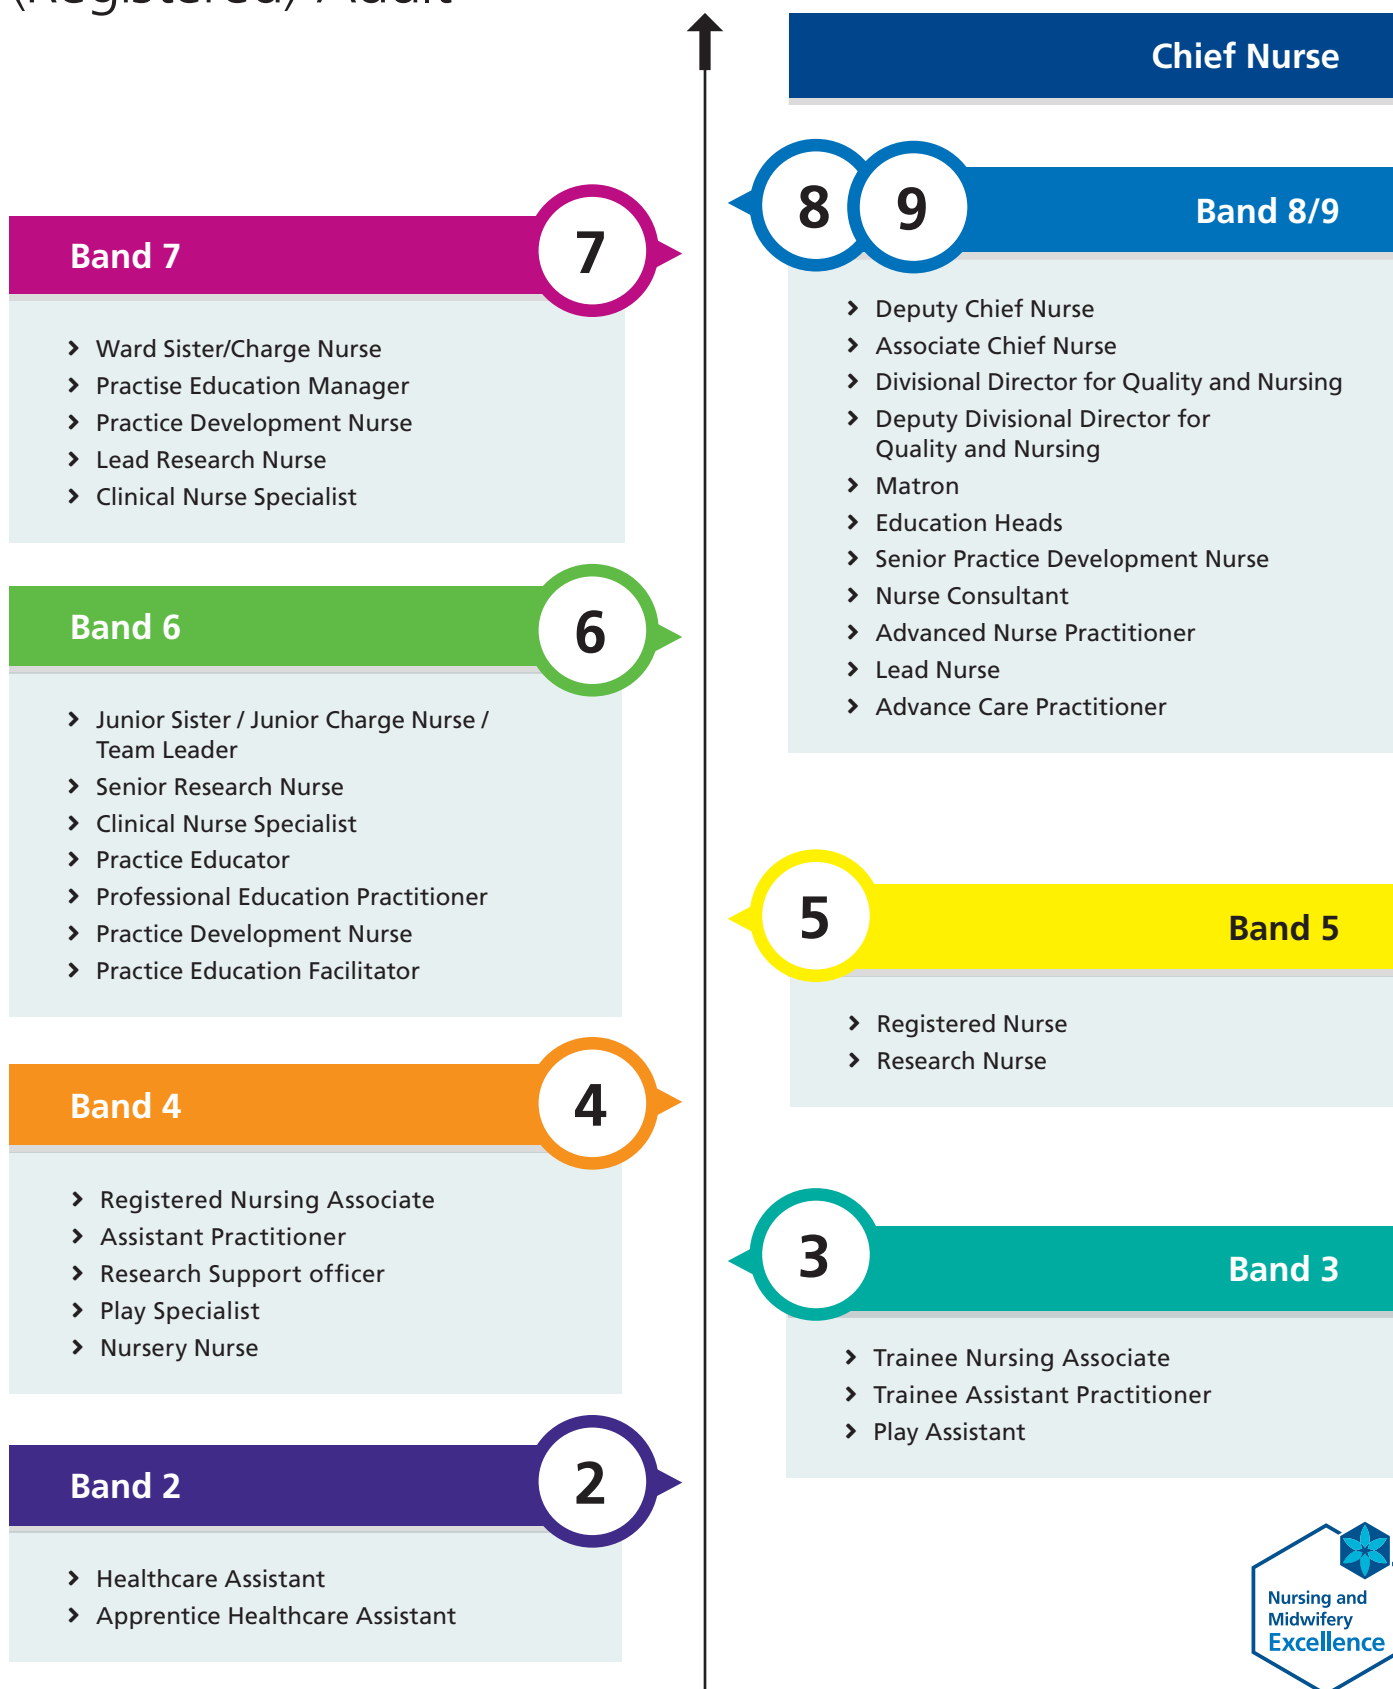 (Registered) Adult
Chief Nurse
8 9
Band 8/9
Deputy Chief Nurse
Associate Chief Nurse
Divisional Director for Quality and Nursing
Deputy Divisional Director for
Quality and Nursing
Matron
Education Heads
Senior Practice Development Nurse
Nurse Consultant
Advanced Nurse Practitioner
Lead Nurse
Advance Care Practitioner
Band 7
7
Ward Sister/Charge Nurse
Practise Education Manager
Practice Development Nurse
Lead Research Nurse
Clinical Nurse Specialist
Band 6
6
Junior Sister / Junior Charge Nurse /
Team Leader
Senior Research Nurse
Clinical Nurse Specialist
Practice Educator
Professional Education Practitioner
Practice Development Nurse
Practice Education Facilitator
5
Band 5
Registered Nurse
Research Nurse
Band 4
4
Registered Nursing Associate
Assistant Practitioner
Research Support officer
Play Specialist
Nursery Nurse
3
Band 3
Trainee Nursing Associate
Trainee Assistant Practitioner
Play Assistant
Band 2
2
Healthcare Assistant
Apprentice Healthcare Assistant
Nursing and
Midwifery
Excellence